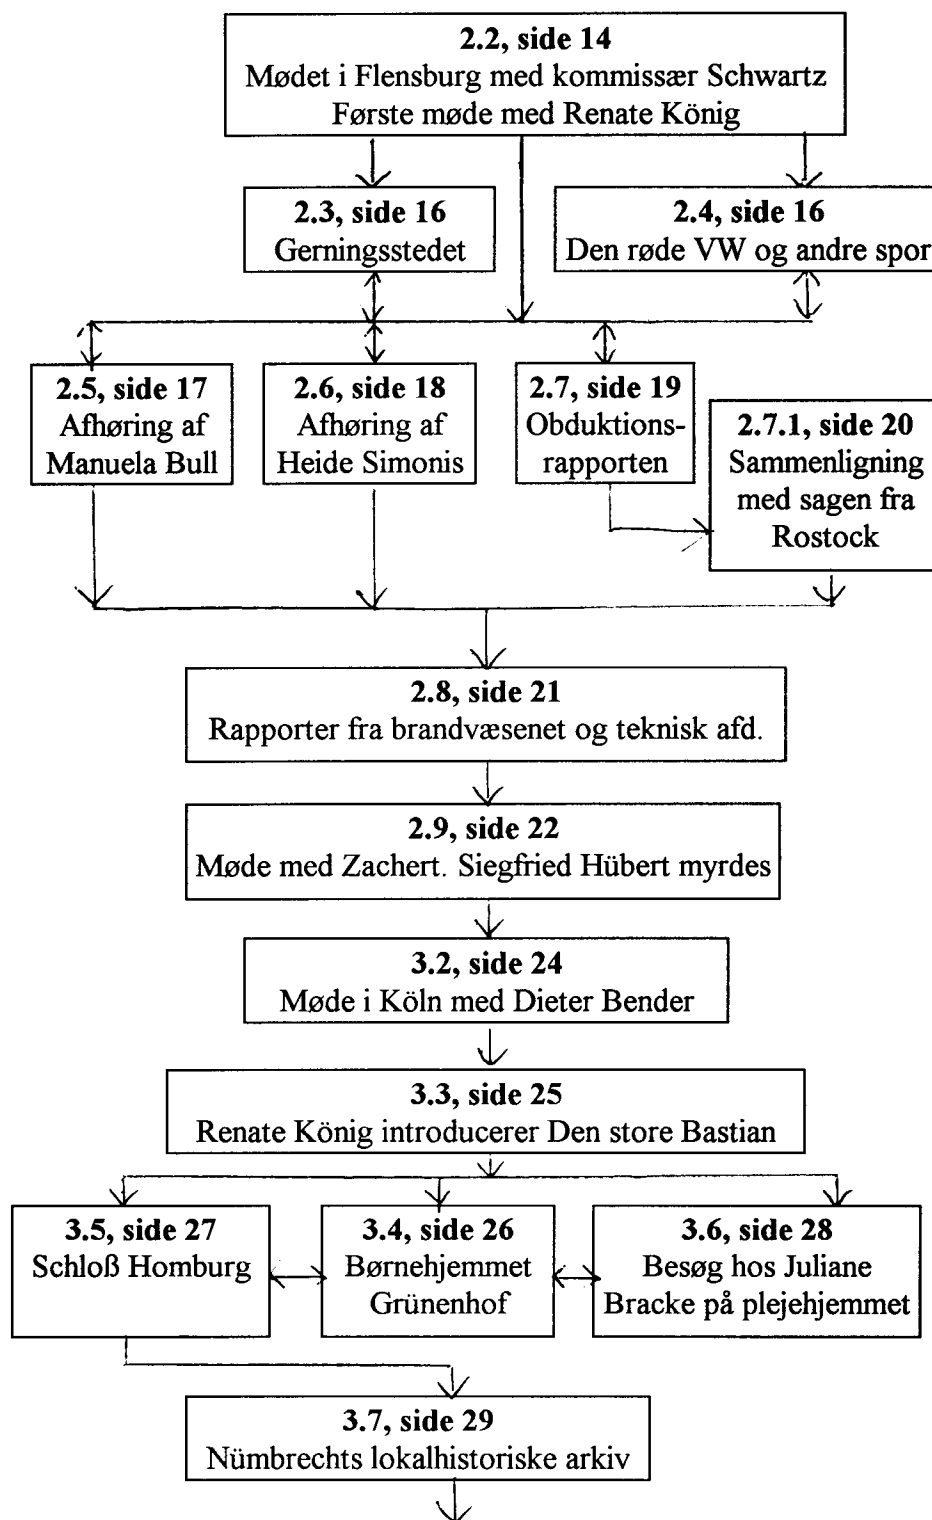 2.2, side 14
Mødet i Flensburg med kommissær Schwartz
Første møde med Renate König
2.3, side 16
Gerningsstedet
2.4, side 16
Den røde VW og andre spor
2.5, side 17
Afhøring af
Manuela Bull
2.6, side 18
Afhøring af
Heide Simonis
2.7, side 19
Obduktions-
rapporten
2.7.1, side 20
Sammenligning
med sagen fra
Rostock
2.8, side 21
Rapporter fra brandvæsenet og teknisk afd.
2.9, side 22
Møde med Zachert. Siegfried Hübert myrdes
3.2, side 24
Møde i Köln med Dieter Bender
3.3, side 25
Renate König introducerer Den store Bastian
3.5, side 27
Schloß Homburg
3.4, side 26
Børnehjemmet
Grünenhof
3.6, side 28
Besøg hos Juliane
Bracke på plejehjemmet
3.7, side 29
Nümbrechts lokalhistoriske arkiv